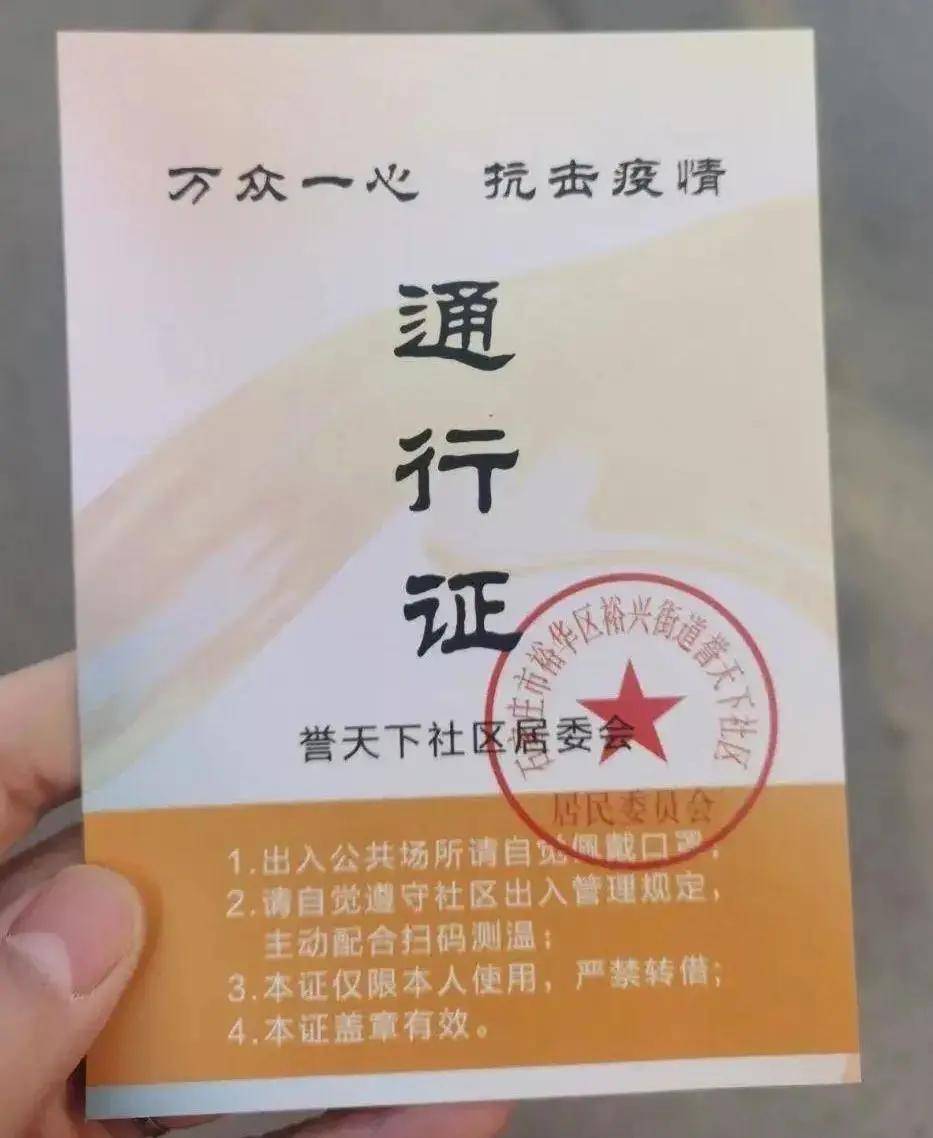 万众一心 抗击疫情
通
行
证
誉天下社区居委会
石家庄市裕华区裕兴街道誉天下社区
居民委员会
1.出入公共场所请自觉佩戴口罩;
2.请自觉遵守社区出入管理规定,
主动配合扫码测温;
3.本证仅限本人使用，严禁转借;
4.本证盖章有效。